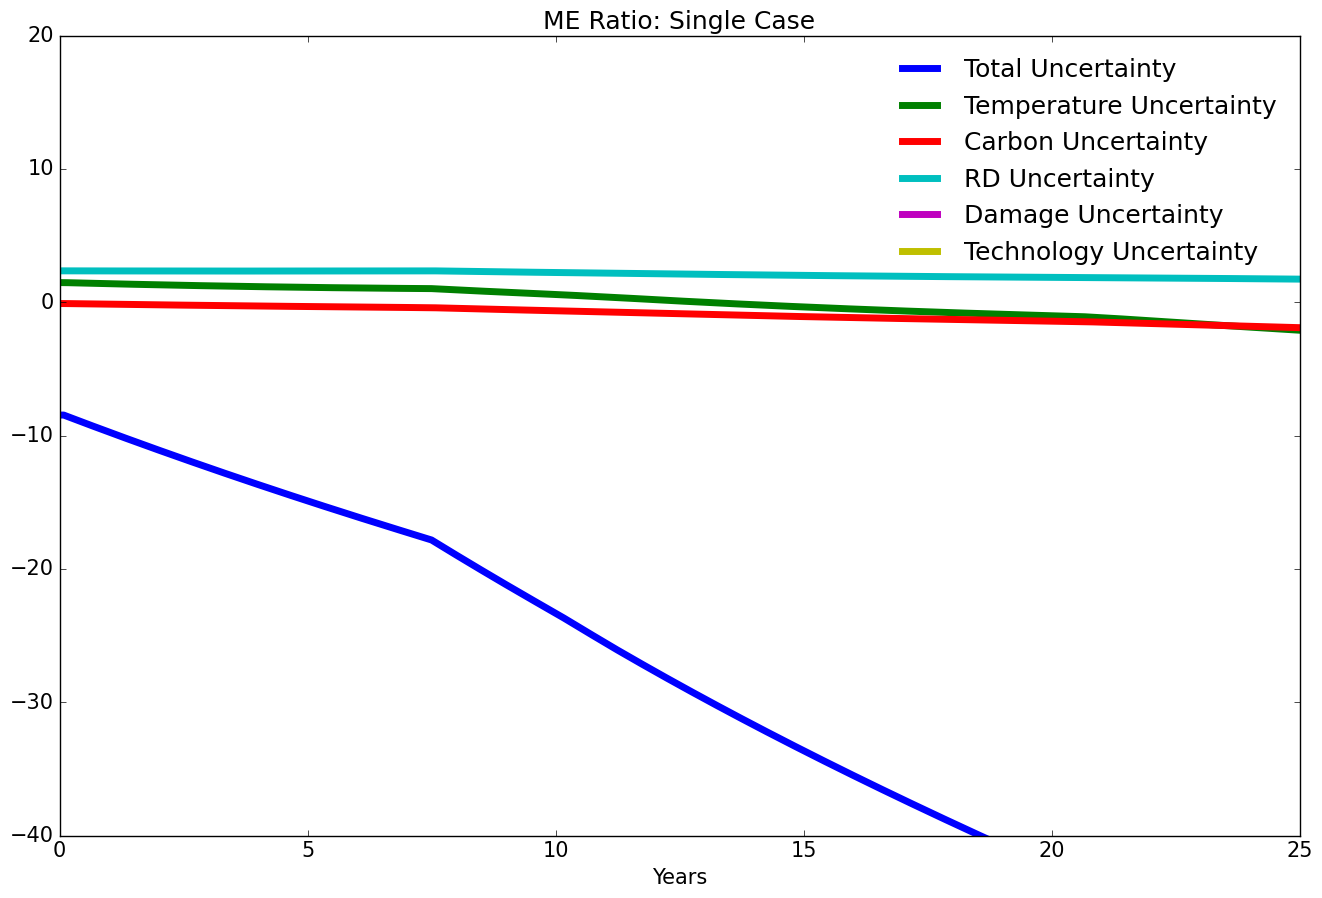 ME Ratio: Single Case
20
10
0
−10
−20
−30
−40
Total Uncertainty
Temperature Uncertainty
Carbon Uncertainty
RD Uncertainty
Damage Uncertainty
Technology Uncertainty
0 5 10 15 20 25
Years